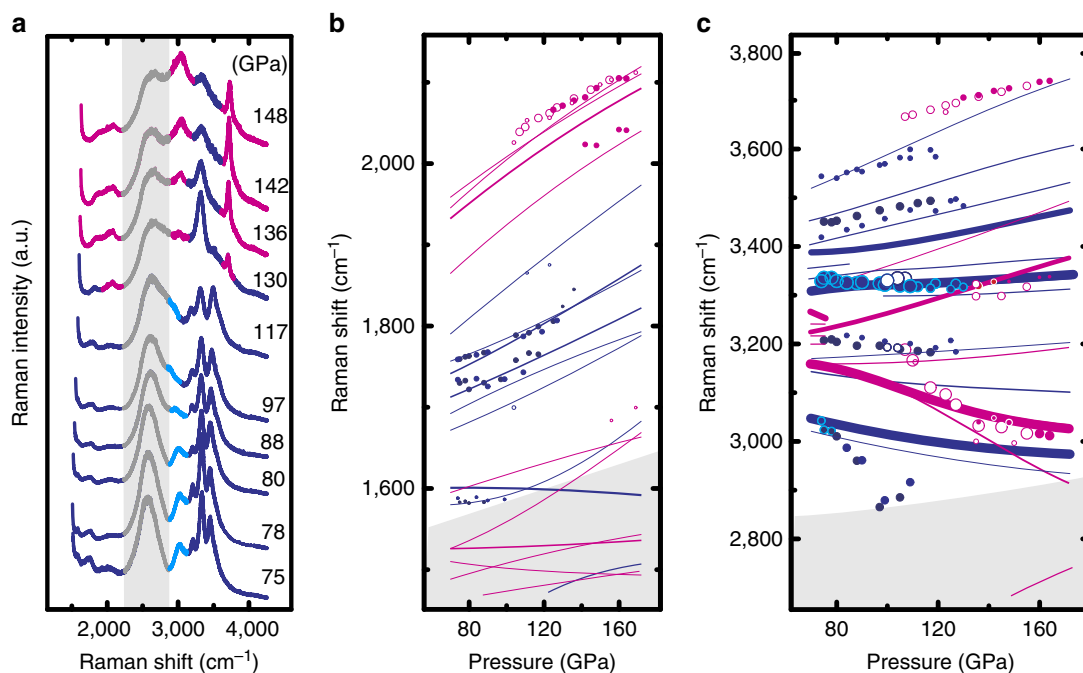 a
(GPa)
148
142
136
130
117
97
88
80
78
75
Raman intensity (a.u.)
2,000 3,000 4,000
Raman shift (cm−1)
b
2,000
1,800
1,600
Raman shift (cm−1)
80 120 160
Pressure (GPa)
c
3,800
3,600
3,400
3,200
3,000
2,800
Raman shift (cm−1)
80 120 160
Pressure (GPa)